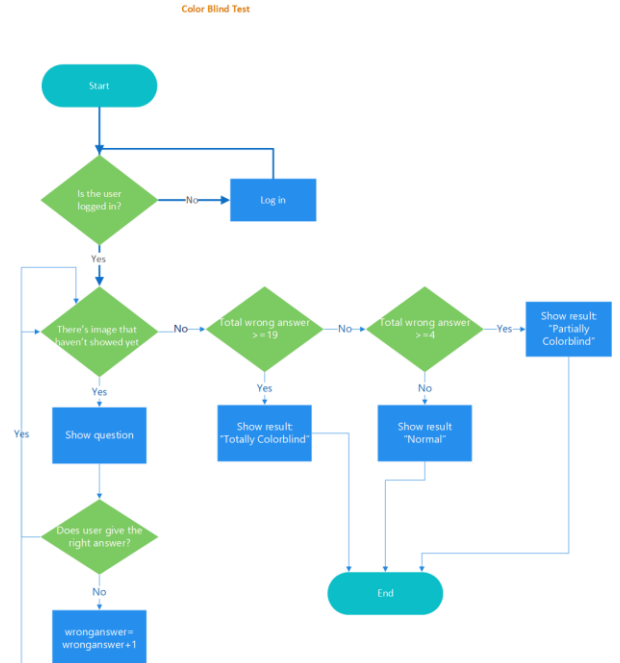 Color Blind Test
Start
Is the user
logged in?
No
Log in
Yes
There's image that
haven't showed yet
No
Total wrong answer
>=19
No
Total wrong answer
>=4
Yes
Show result:
"Partially
Colorblind"
Yes
Yes
No
Show question
Show result:
"Totally Colorblind"
Show result
"Normal"
Yes
Does user give the
right answer?
No
End
wronganswer=
wronganswer+1